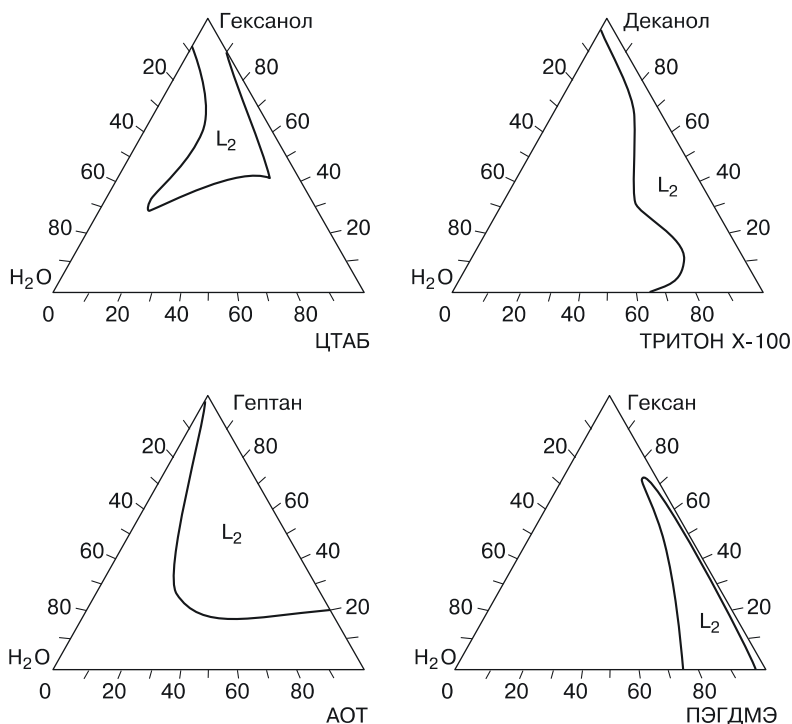 Гексанол
20 80
40 60
L2
60 40
80 20
H2O
0 20 40 60 80
ЦТАБ
Деканол
20 80
40 60
60 L2 40
80 20
H2O
0 20 40 60 80
ТРИТОН X-100
Гептан
20 80
40 60
L2
60 40
80 20
H2O
0 20 40 60 80
АОТ
Гексан
20 80
40 60
60 40
80 L2 20
H2O
0 20 40 60 80
ПЭГДМЭ